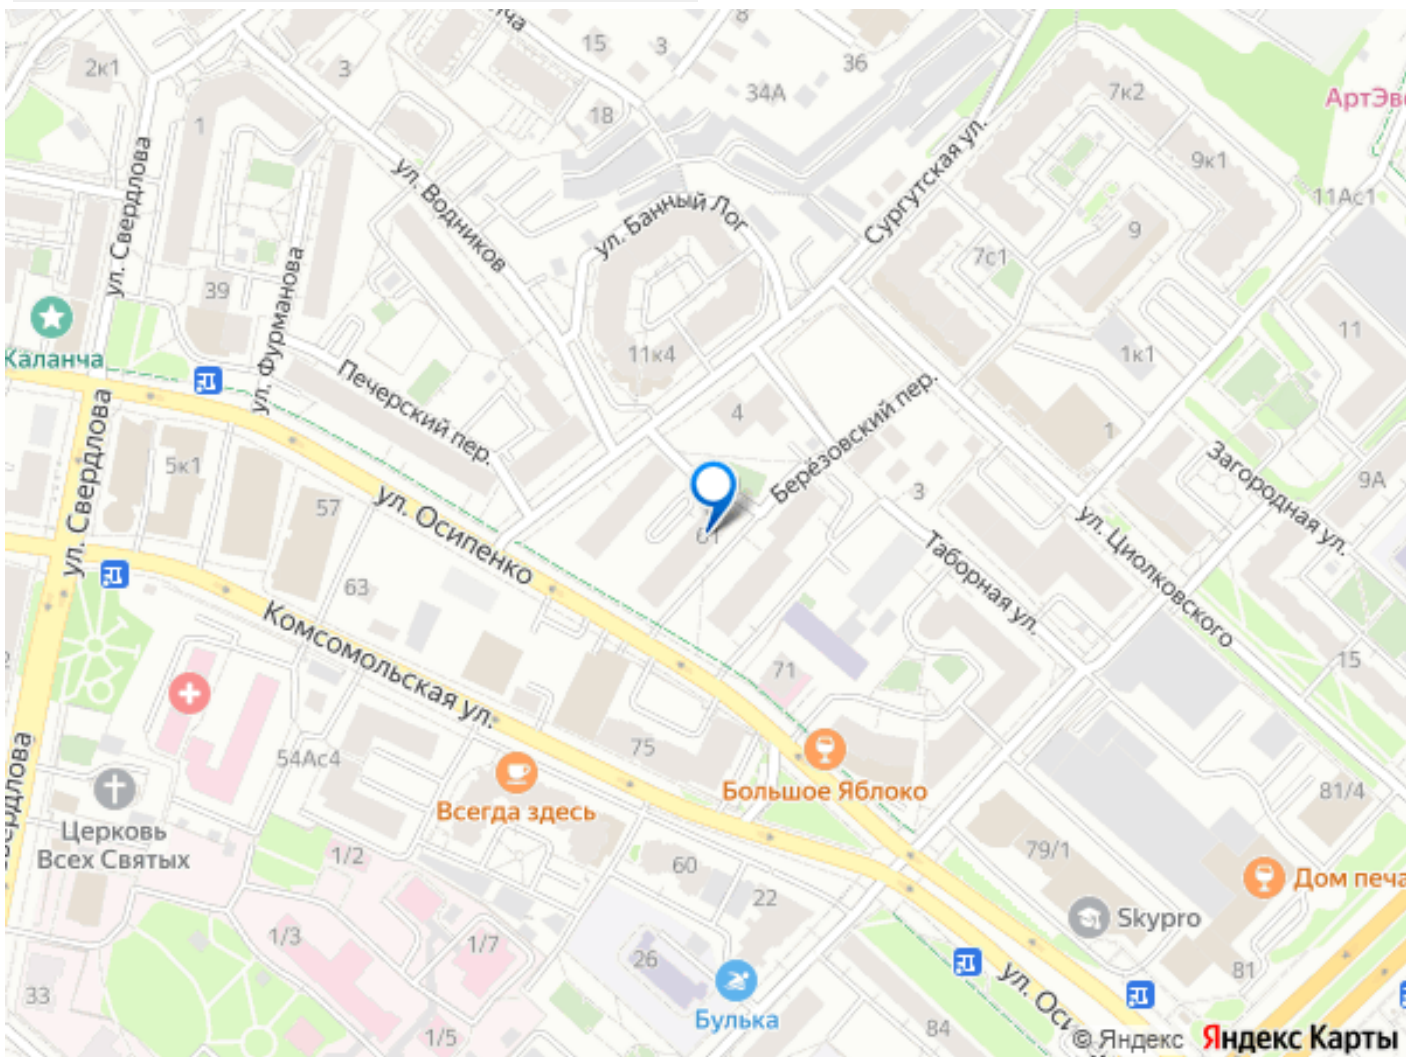 15
3
8
36
2к1
3
34А
7к2
18
1
9к1
ул. Свердлова
ул. Водников
ул. Банный Лог
Сургутская ул.
11Ас1
9
7с1
39
ул. Фурманова
Каланча
11к4
1к1
11
Печерский пер.
4
Берёзовский пер.
1
ул. Свердлова
5к1
57
ул. Осипенко
61
3
Загородная ул.
9А
ул. Циолковского
Таборная ул.
63
Комсомольская ул.
71
15
75
54Ас4
Большое Яблоко
Всегда здесь
81/4
Церковь
Всех Святых
1/2
60
79/1
22
Skypro
1/3
1/7
26
81
33
Булька
1/5
84
© Яндекс Яндекс Карты